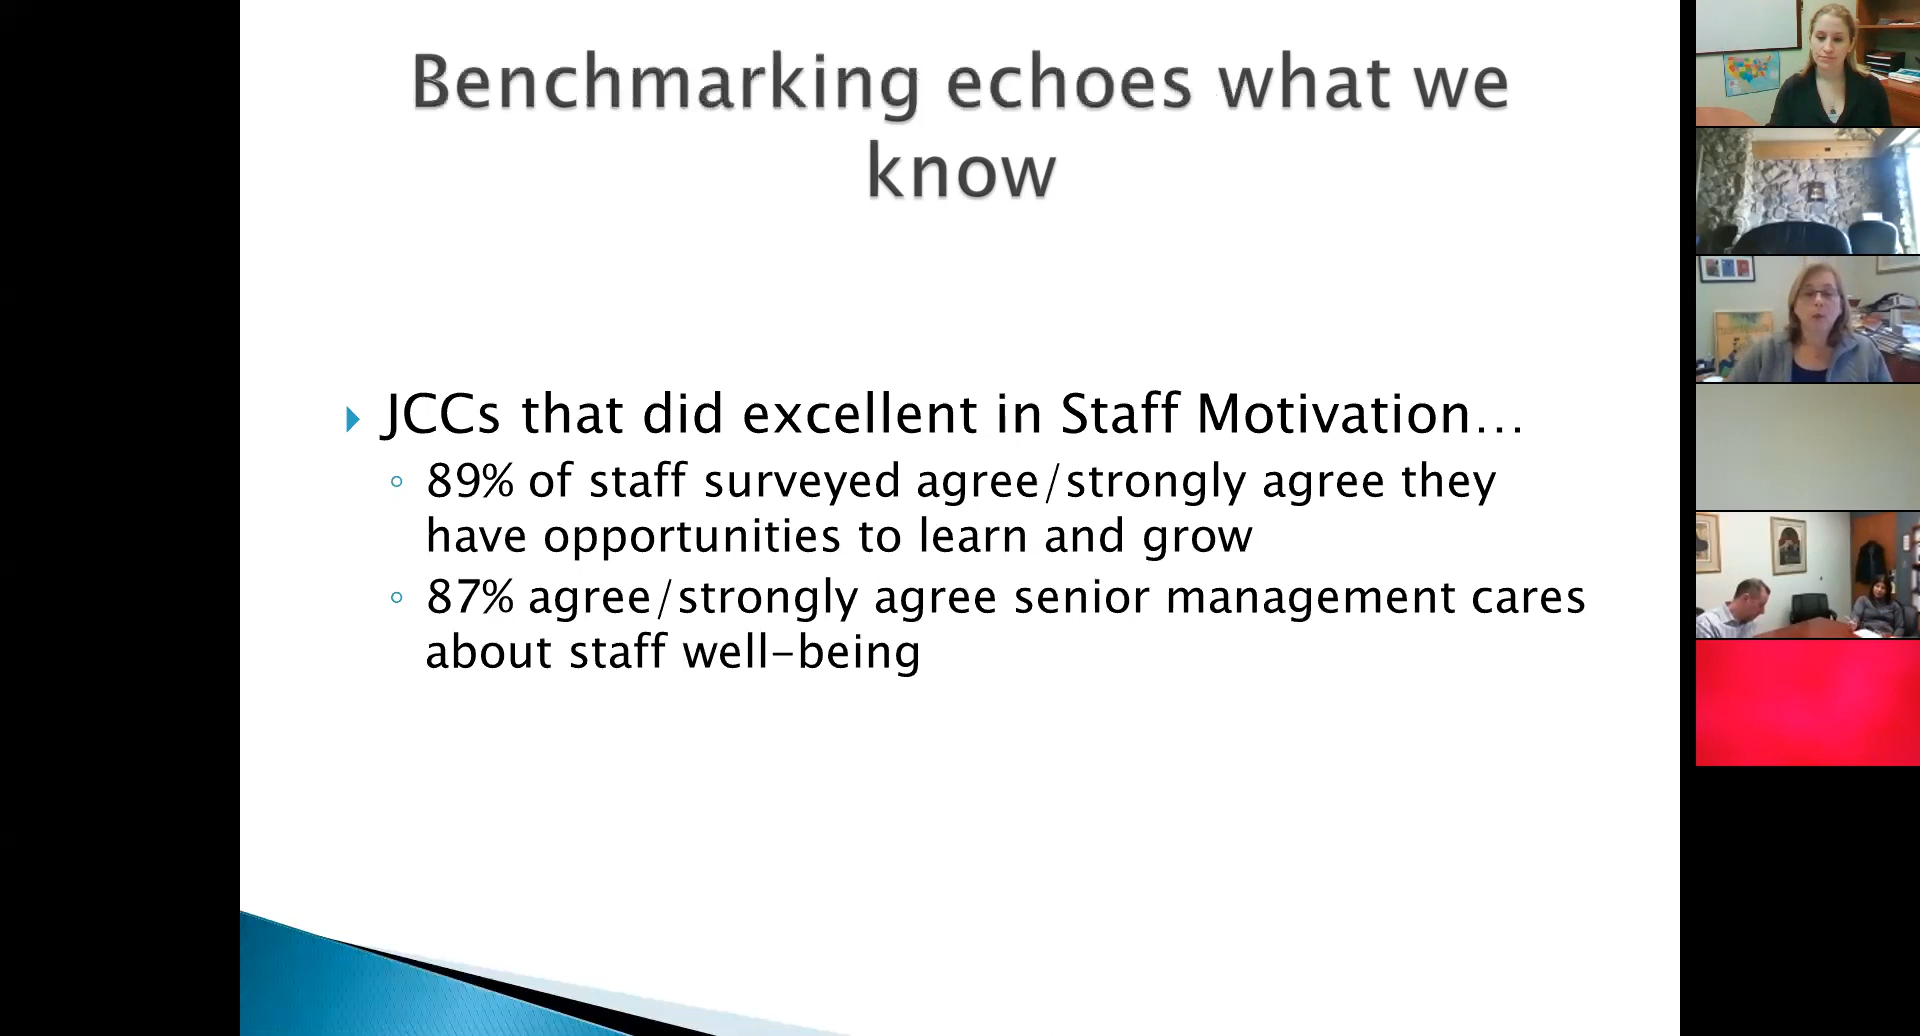 Benchmarking echoes what we
know
JCCs that did excellent in Staff Motivation…
89% of staff surveyed agree/strongly agree they
have opportunities to learn and grow
87% agree/strongly agree senior management cares
about staff well-being